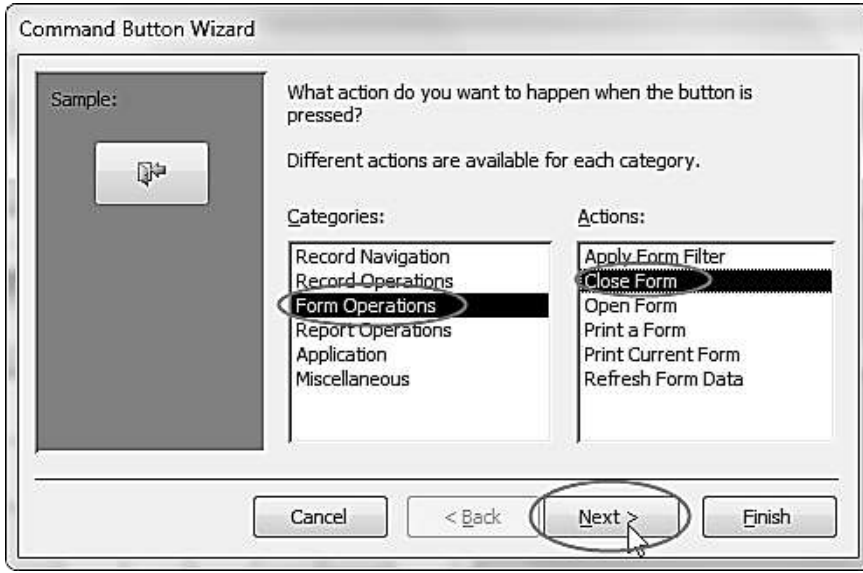 Command Button Wizard
Sample:
What action do you want to happen when the button is
pressed?
Different actions are available for each category.
Categories:
Record Navigation
Record Operations
Form Operations
Report Operations
Application
Miscellaneous
Actions:
Apply Form Filter
Close Form
Open Form
Print a Form
Print Current Form
Refresh Form Data
Cancel
< Back
Next >
Finish